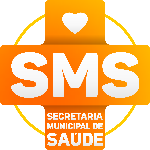 SMS
SECRETARIA
MUNICIPAL DE
SAÚDE